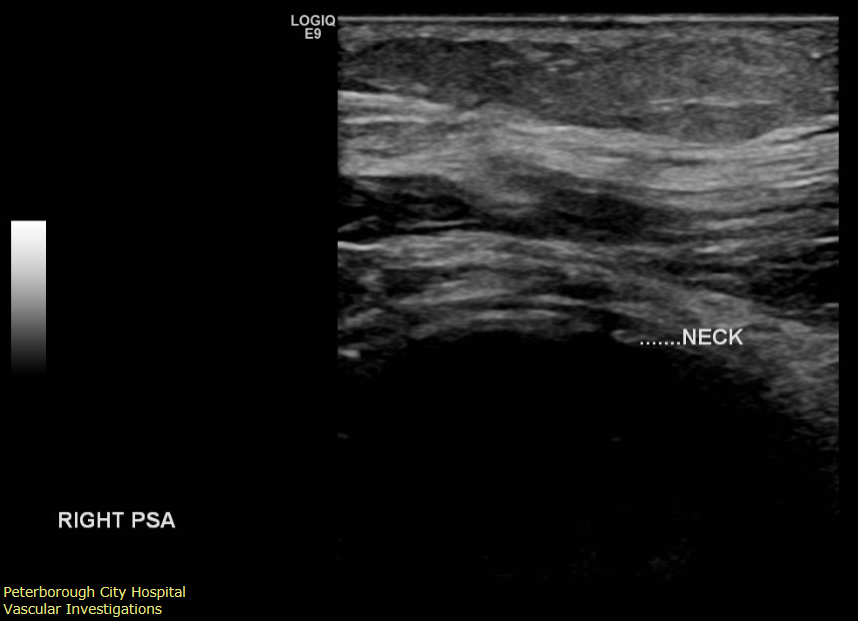 LOGIQ
E9
.......NECK
RIGHT PSA
Peterborough City Hospital
Vascular Investigations